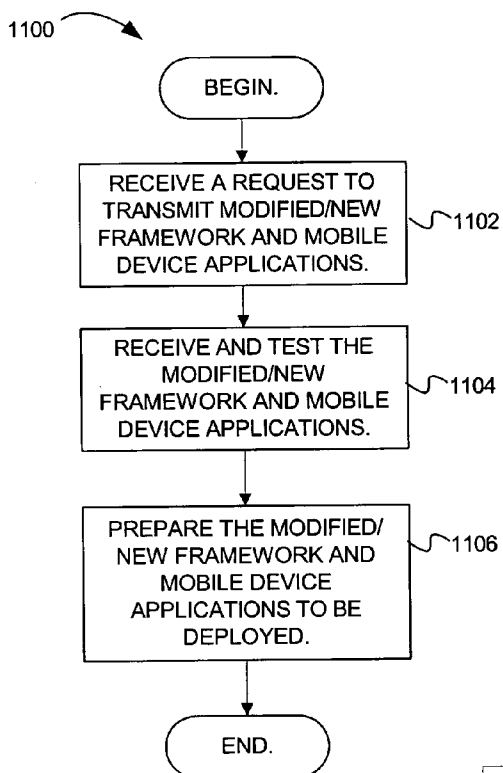 1100
BEGIN.
RECEIVE A REQUEST TO
TRANSMIT MODIFIED/NEW
FRAMEWORK AND MOBILE
DEVICE APPLICATIONS.
1102
RECEIVE AND TEST THE
MODIFIED/NEW
FRAMEWORK AND MOBILE
DEVICE APPLICATIONS.
1104
PREPARE THE MODIFIED/
NEW FRAMEWORK AND
MOBILE DEVICE
APPLICATIONS TO BE
DEPLOYED.
1106
END.